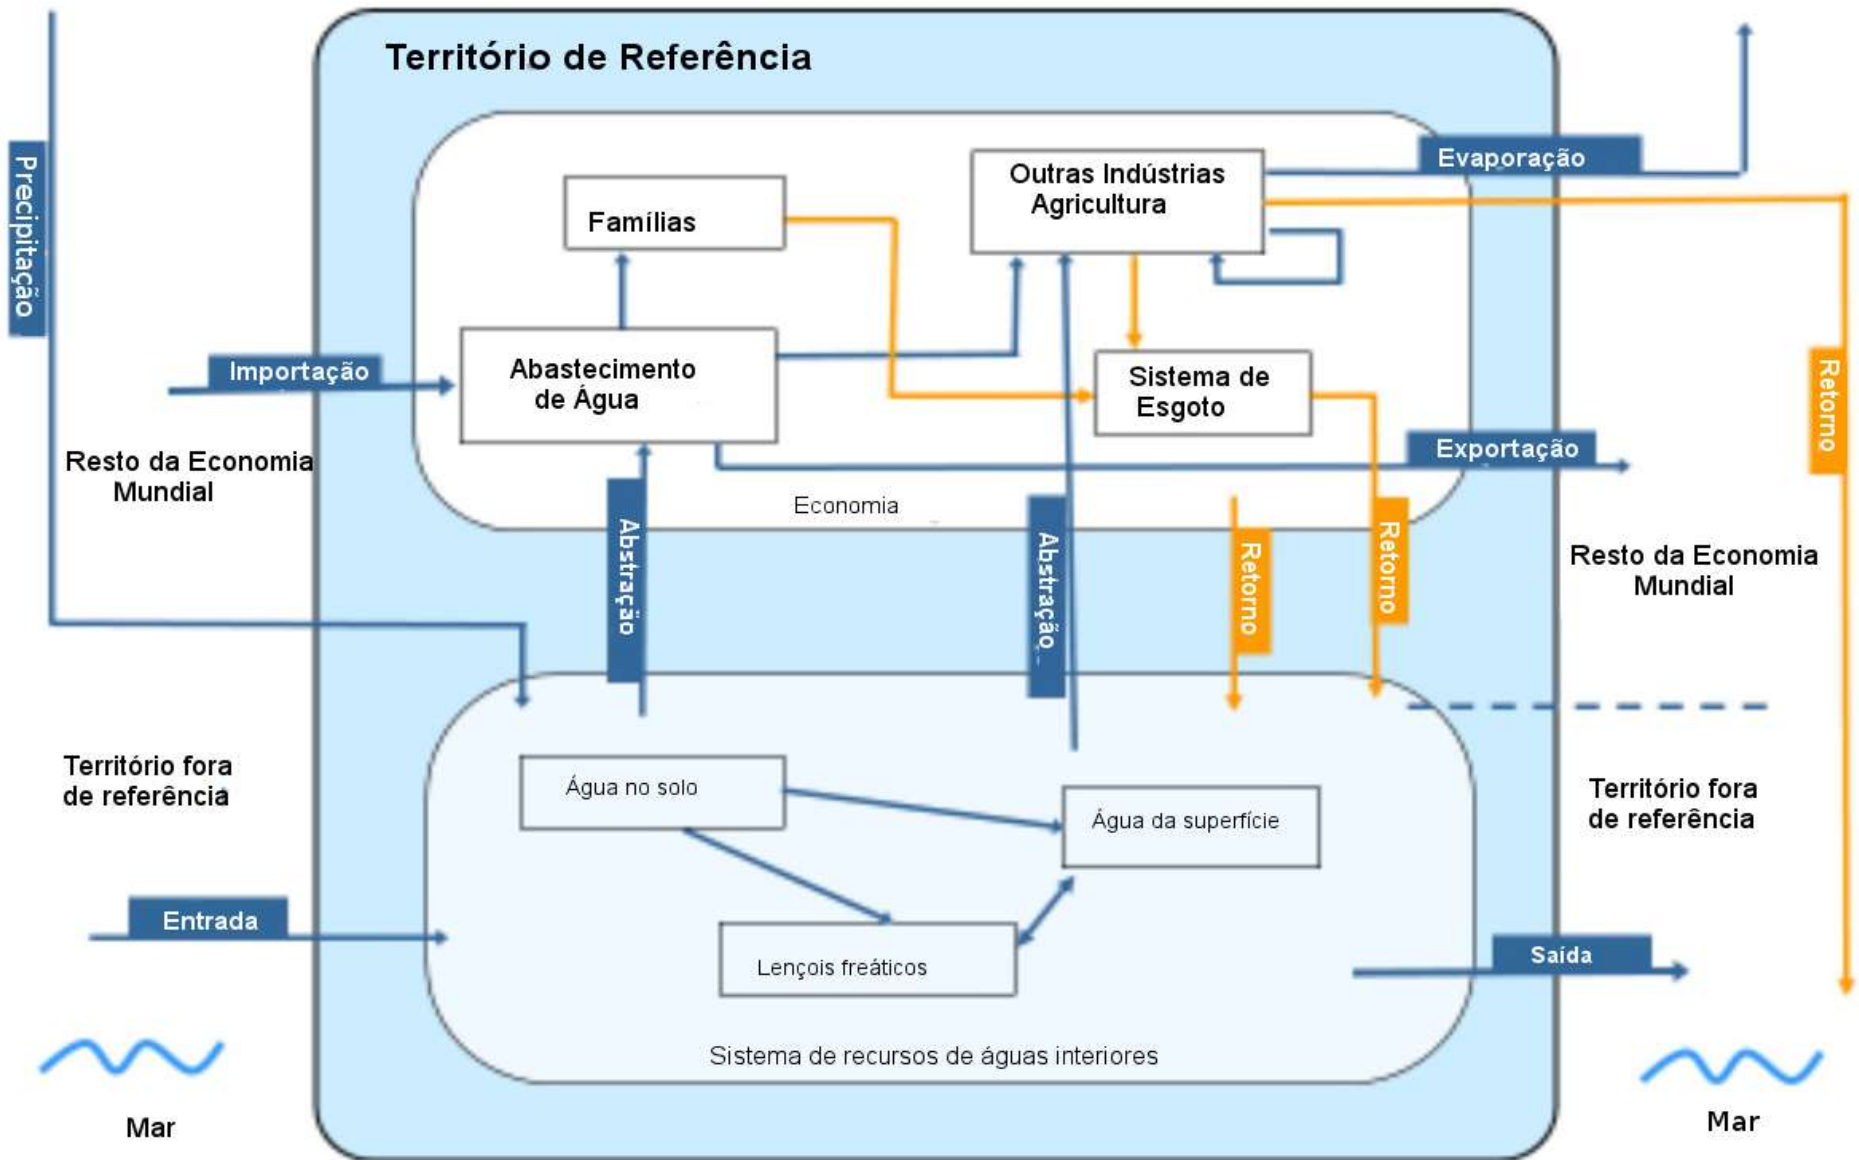 Território de Referência
Precipitação
Evaporação
Outras Indústrias
Agricultura
Famílias
Importação
Abastecimento
de Água
Sistema de
Esgoto
Retorno
Exportação
Resto da Economia
Mundial
Economia
Abstração
Abstração
Retorno
Retorno
Resto da Economia
Mundial
Território fora
de referência
Água no solo
Água da superfície
Território fora
de referência
Entrada
Lençois freáticos
Saída
Sistema de recursos de águas interiores
Mar
Mar